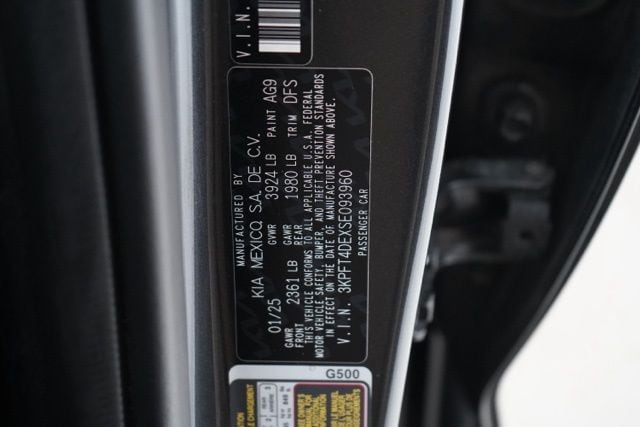 V.I.N.
MANUFACTURED BY
KIA MEXICO, S.A. DE C.V.
01/25 GVWR 3924 LB PAINT AG9
GAWR FRONT 2361 LB GAWR REAR 1980 LB TRIM DFS
THIS VEHICLE CONFORMS TO ALL APPLICABLE U.S.A. FEDERAL
MOTOR VEHICLE SAFETY, BUMPER, AND THEFT PREVENTION STANDARDS
IN EFFECT ON THE DATE OF MANUFACTURE SHOWN ABOVE.
V.I.N. 3KPFT4DEXSE093960
PASSENGER CAR
G500